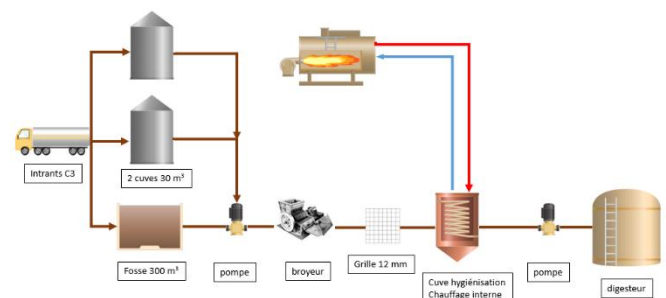 Intrants C3
2 cuves 30 m³
Fosse 300 m³
pompe
broyeur
Grille 12 mm
Cuve hygiénisation
Chauffage interne
pompe
digesteur